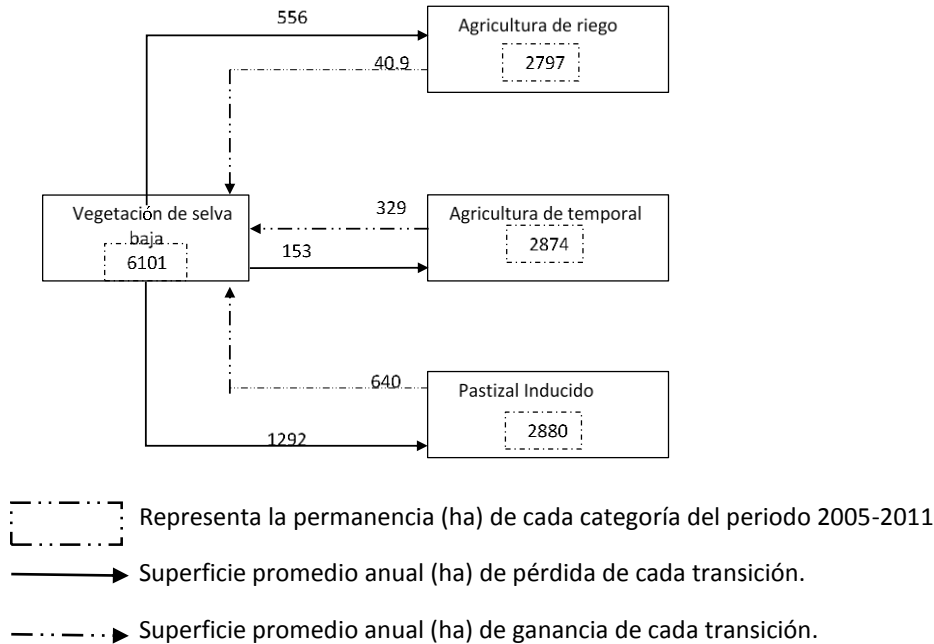 556
Agricultura de riego
40.9
2797
Vegetación de selva
baja
6101
329
153
Agricultura de temporal
2874
640
1292
Pastizal Inducido
2880
Representa la permanencia (ha) de cada categoría del periodo 2005-2011
Superficie promedio anual (ha) de pérdida de cada transición.
Superficie promedio anual (ha) de ganancia de cada transición.